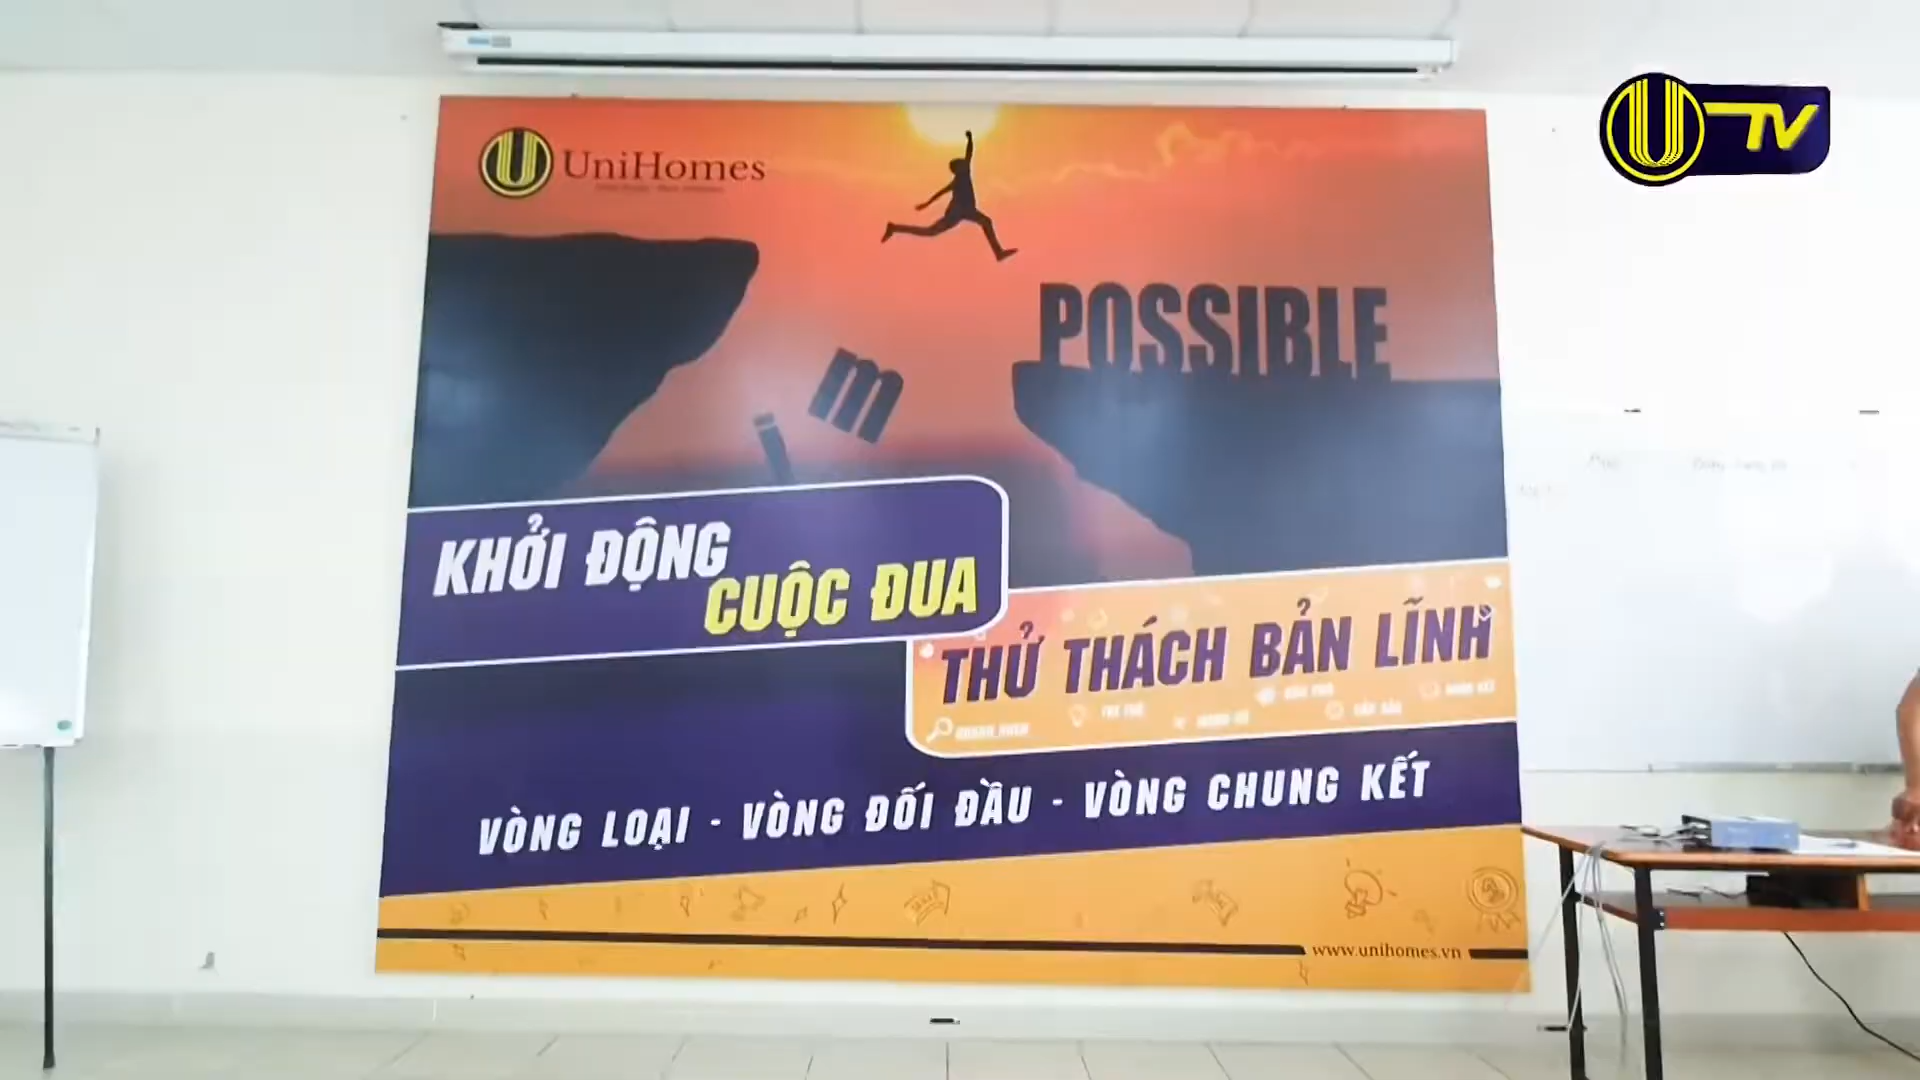 U TV
UniHomes
POSSIBLE
m
I
KHỞI ĐỘNG
CUỘC ĐUA
THỬ THÁCH BẢN LĨNH
VÒNG LOẠI - VÒNG ĐỐI ĐẦU - VÒNG CHUNG KẾT
www.unihomes.vn